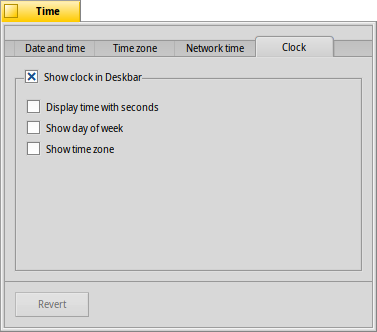 Time
Date and time Time zone Network time Clock
Show clock in Deskbar
Display time with seconds
Show day of week
Show time zone
Revert